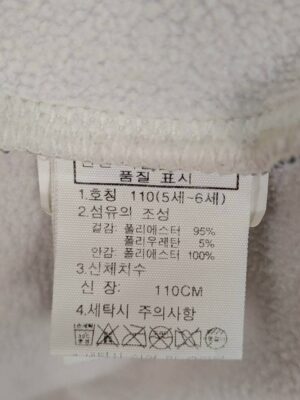 품질 표시
1.호칭 110(5세~6세)
2.섬유의 조성
겉감: 폴리에스터 95%
폴리우레탄 5%
안감: 폴리에스터 100%
3.신체치수
신 장: 110CM
4.세탁시 주의사항